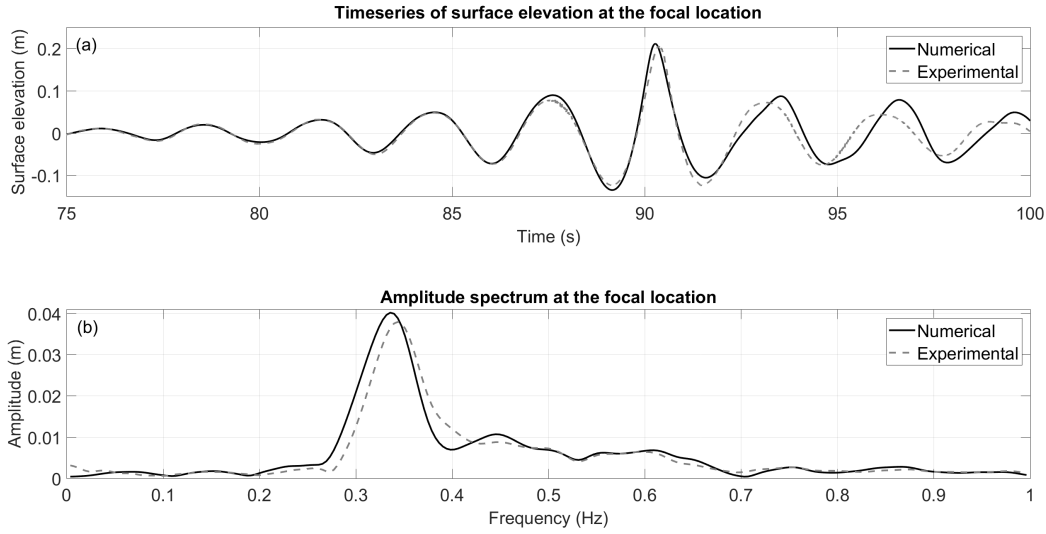 Timeseries of surface elevation at the focal location
(a)
Surface elevation (m)
0.2
0.1
0
-0.1
75
80
85
90
95
100
Time (s)
Numerical
Experimental
Amplitude spectrum at the focal location
(b)
Amplitude (m)
0.04
0.03
0.02
0.01
0
0
0.1
0.2
0.3
0.4
0.5
0.6
0.7
0.8
0.9
1
Frequency (Hz)
Numerical
Experimental